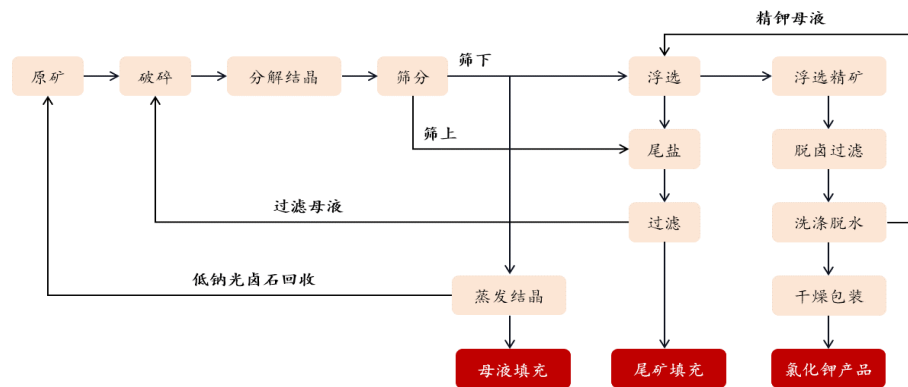 精钾母液
原矿
破碎
分解结晶
筛分
筛下
浮选
浮选精矿
筛上
尾盐
脱卤过滤
过滤母液
过滤
洗涤脱水
低钠光卤石回收
蒸发结晶
干燥包装
母液填充
尾矿填充
氯化钾产品